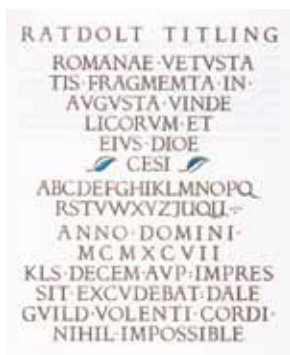 RATDOLT TITLING
ROMANAE·VETVSTA
TIS·FRAGMEMTA·IN·
AVGVSTA·VINDE
LICORVM·ET
EIVS·DIOE
CESI
ABCDEFGHIKLMNOPQ
RSTVWXYZJUQIJ
ANNO·DOMINI·
MCMXCVII
KLS·DECEM·AVP·IMPRES
SIT·EXCVDEBAT·DALE
GVILD·VOLENTI·CORDI·
NIHIL·IMPOSSIBLE